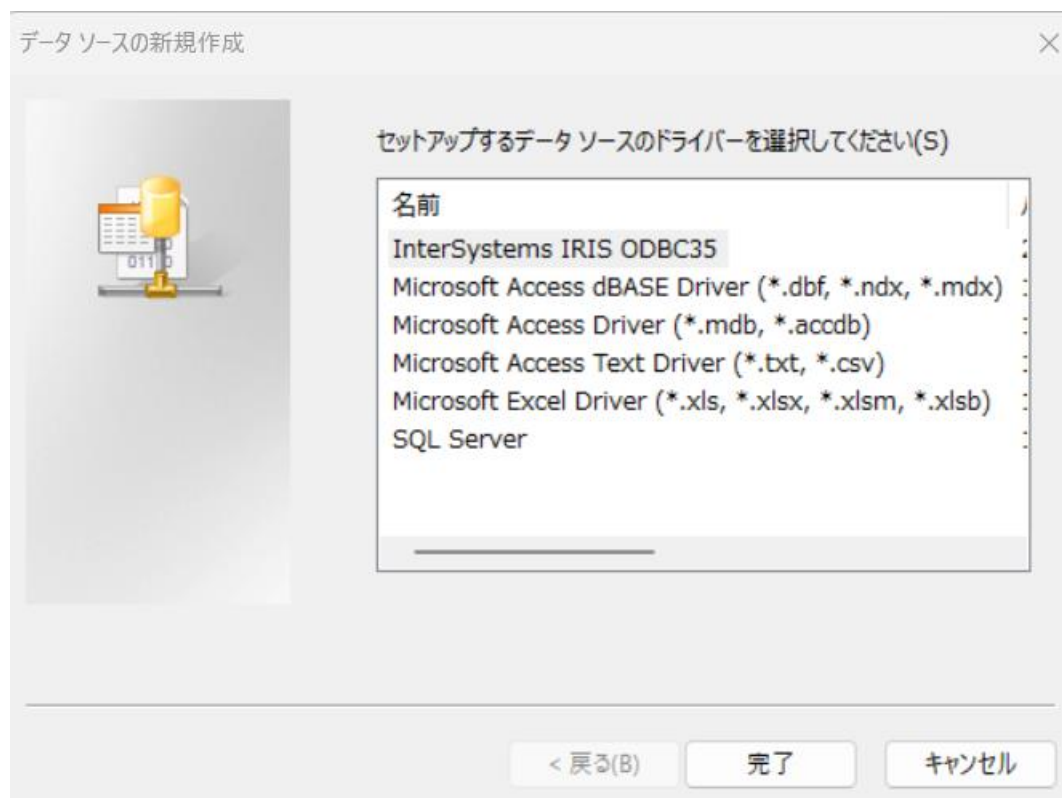 データ ソースの新規作成
セットアップするデータ ソースのドライバーを選択してください(S)
名前
InterSystems IRIS ODBC35
Microsoft Access dBASE Driver (*.dbf, *.ndx, *.mdx)
Microsoft Access Driver (*.mdb, *.accdb)
Microsoft Access Text Driver (*.txt, *.csv)
Microsoft Excel Driver (*.xls, *.xlsx, *.xlsm, *.xlsb)
SQL Server
< 戻る(B)
完了
キャンセル